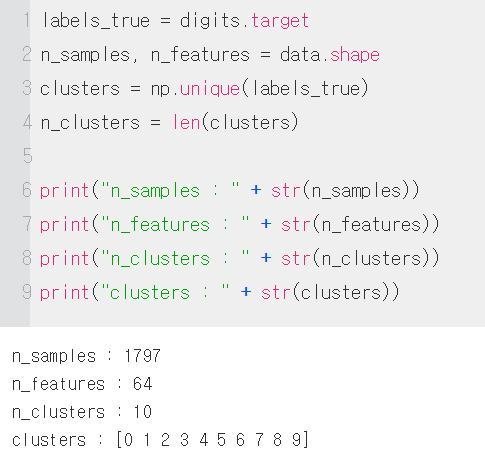 1 labels_true = digits.target
2 n_samples, n_features = data.shape
3 clusters = np.unique(labels_true)
4 n_clusters = len(clusters)
5
6 print("n_samples : " + str(n_samples))
7 print("n_features : " + str(n_features))
8 print("n_clusters : " + str(n_clusters))
9 print("clusters : " + str(clusters))
n_samples : 1797
n_features : 64
n_clusters : 10
clusters : [0 1 2 3 4 5 6 7 8 9]